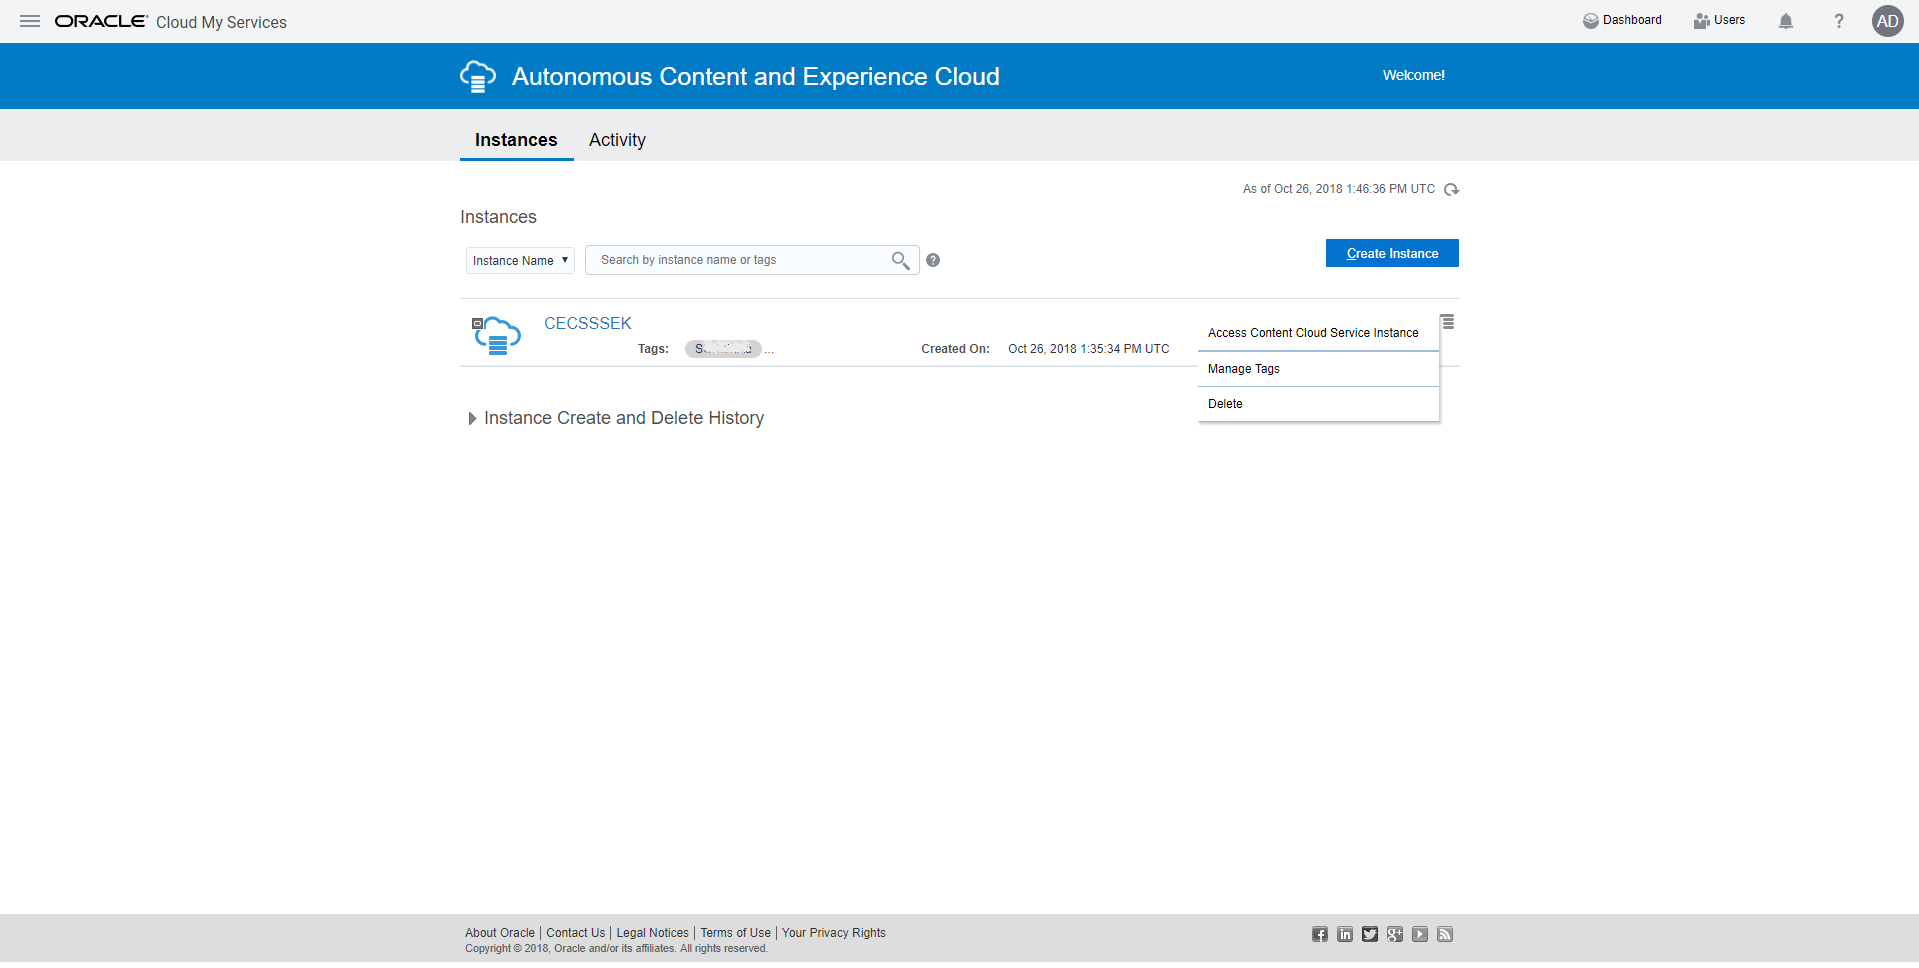 ORACLE Cloud My Services
Dashboard
Users
?
AD
Autonomous Content and Experience Cloud
Welcome!
Instances
Activity
As of Oct 26, 2018 1:46:36 PM UTC
Instances
Instance Name
Search by instance name or tags
?
Create Instance
CECSSSEK
Tags:
...
Created On:
Oct 26, 2018 1:35:34 PM UTC
Access Content Cloud Service Instance
Manage Tags
Delete
Instance Create and Delete History
About Oracle | Contact Us | Legal Notices | Terms of Use | Your Privacy Rights
Copyright © 2018, Oracle and/or its affiliates. All rights reserved.